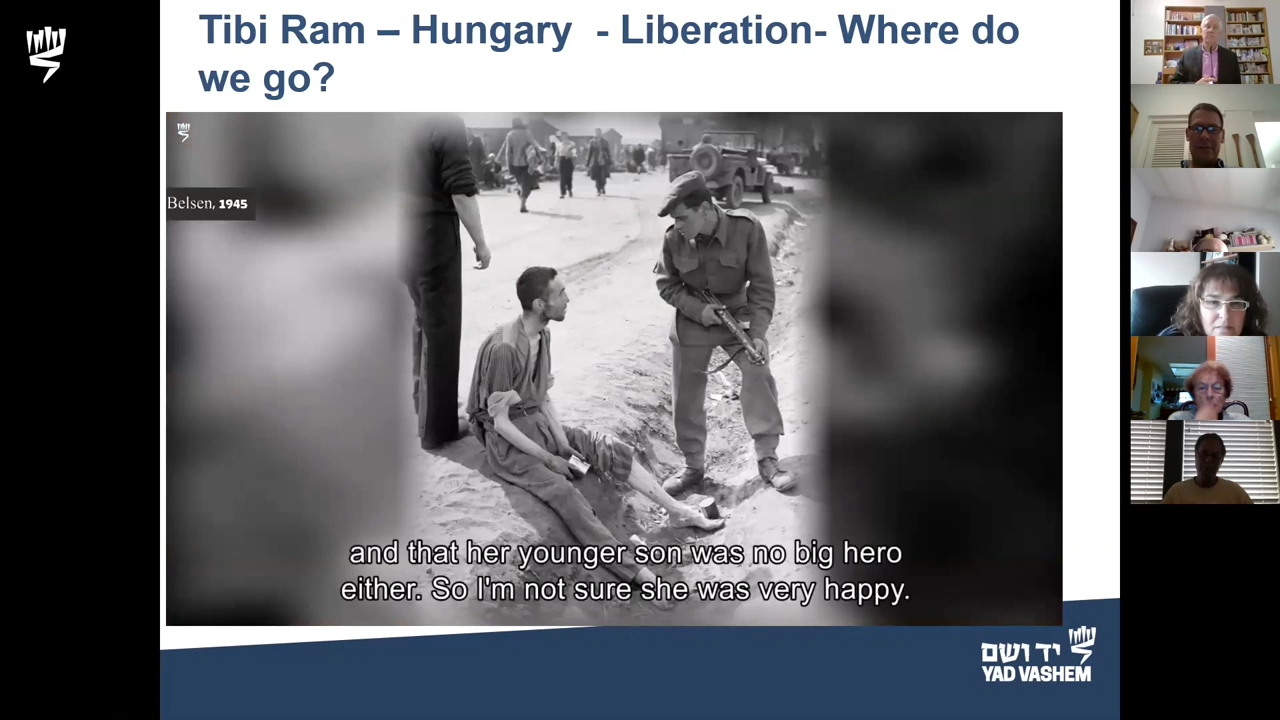 Tibi Ram – Hungary  - Liberation- Where do
we go?
Belsen, 1945
and that her younger son was no big hero
either. So I'm not sure she was very happy.
יד ושם
YAD VASHEM